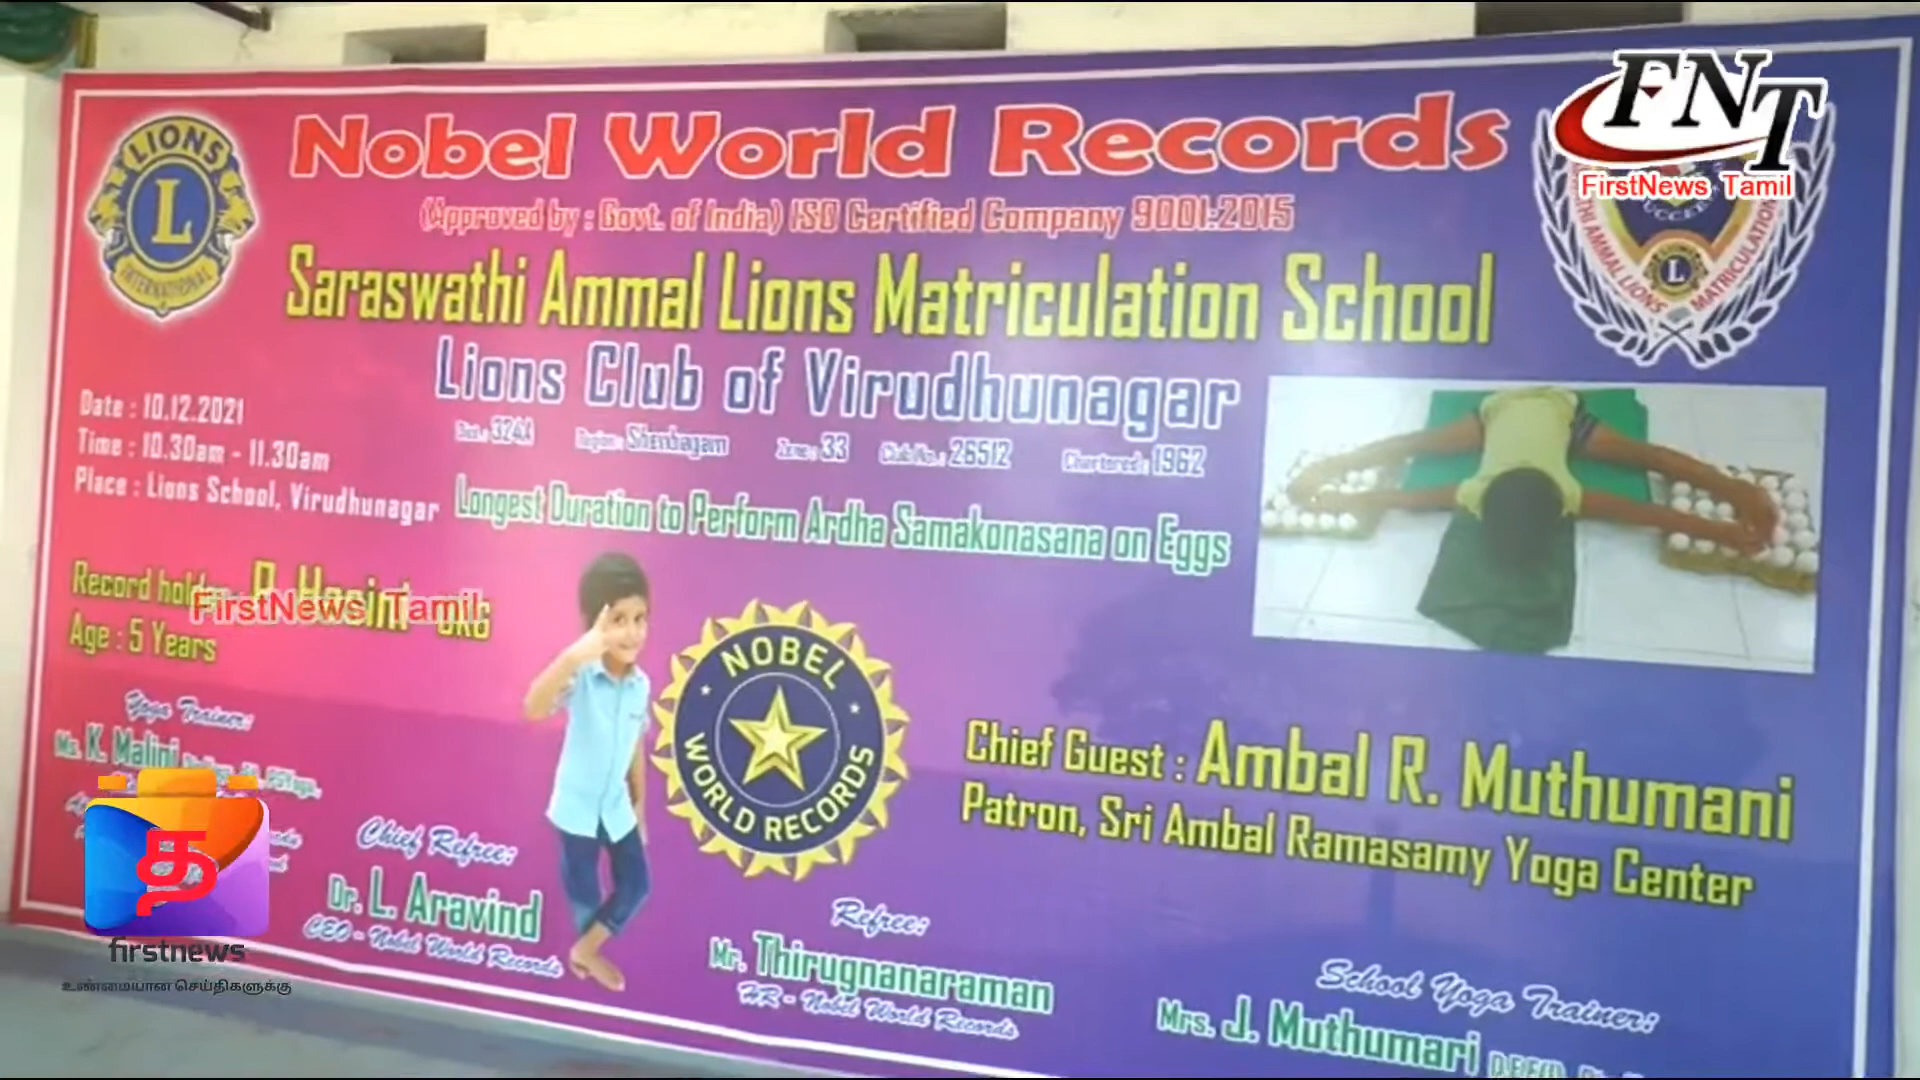 LIONS
L
INTERNATIONAL
Nobel World Records
FNT
FirstNews Tamil
(Approved by : Govt. of India) ISO Certified Company 9001:2015
Saraswathi Ammal Lions Matriculation School
AMMAL LIONS MATRICULATION
L
Lions Club of Virudhunagar
Dist.: 324A Region: Shenbagam Zone: 33 Club No.: 26512 Chartered: 1962
Date : 10.12.2021
Time : 10.30am - 11.30am
Place : Lions School, Virudhunagar
Longest Duration to Perform Ardha Samakonasana on Eggs
Record
FirstNews Tamil
UKG
Age : 5 Years
NOBEL
WORLD RECORDS
Yoga Trainer:
Ms. K. Malini
Chief Guest : Ambal R. Muthumani
Patron, Sri Ambal Ramasamy Yoga Center
Chief Refree:
Dr. L. Aravind
CEO - Nobel World Records
Refree:
Mr. Thirugnanaraman
HR - Nobel World Records
School Yoga Trainer:
Mrs. J. Muthumari
த
firstnews
உண்மையான செய்திகளுக்கு